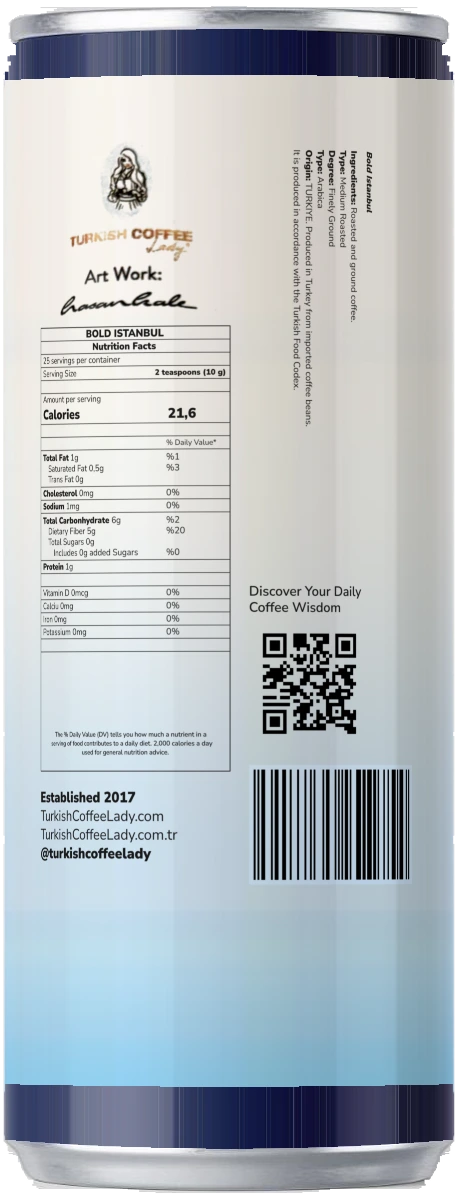 TURKISH COFFEE
Lady
Art Work:
hasan kale
BOLD ISTANBUL
Nutrition Facts
25 servings per container
Serving Size 2 teaspoons (10 g)
Amount per serving
Calories 21,6
% Daily Value*
Total Fat 1g %1
Saturated Fat 0.5g %3
Trans Fat 0g
Cholesterol 0mg 0%
Sodium 1mg 0%
Total Carbonhydrate 6g %2
Dietary Fiber 5g %20
Total Sugars 0g
Includes 0g added Sugars %0
Protein 1g
Vitamin D 0mcg 0%
Calciu 0mg 0%
Iron 0mg 0%
Potassium 0mg 0%
The % Daily Value (DV) tells you how much a nutrient in a
serving of food contributes to a daily diet. 2,000 calories a day
used for general nutrition advice.
Established 2017
TurkishCoffeeLady.com
TurkishCoffeeLady.com.tr
@turkishcoffeelady
Bold Istanbul
Ingredients: Roasted and ground coffee.
Type: Medium Roasted
Degree: Finely Ground
Type: Arabica
Origin: TURKIYE. Produced in Turkey from imported coffee beans.
It is produced in accordance with the Turkish Food Codex.
Discover Your Daily
Coffee Wisdom